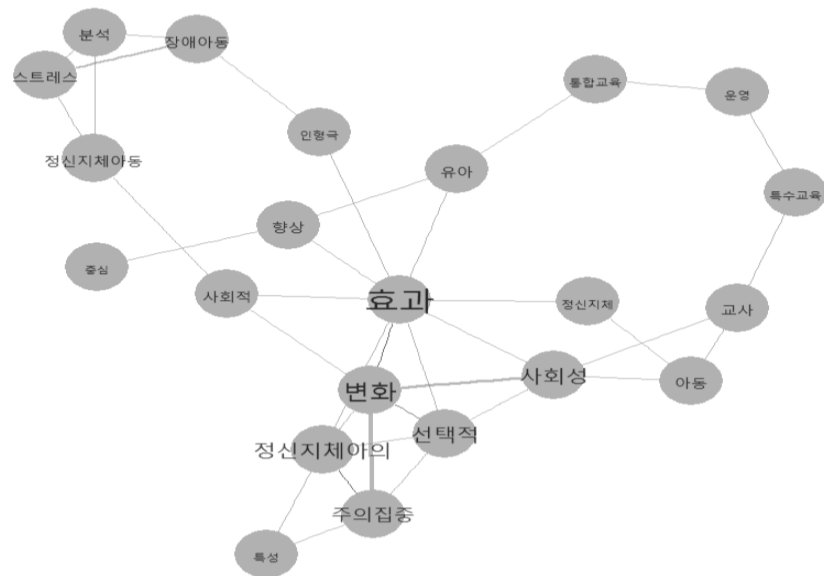 분석
장애아동
스트레스
통합교육
운영
인형극
정신지체아동
유아
특수교육
향상
중심
사회적
효과
정신지체
교사
사회성
변화
아동
선택적
정신지체아의
주의집중
특성